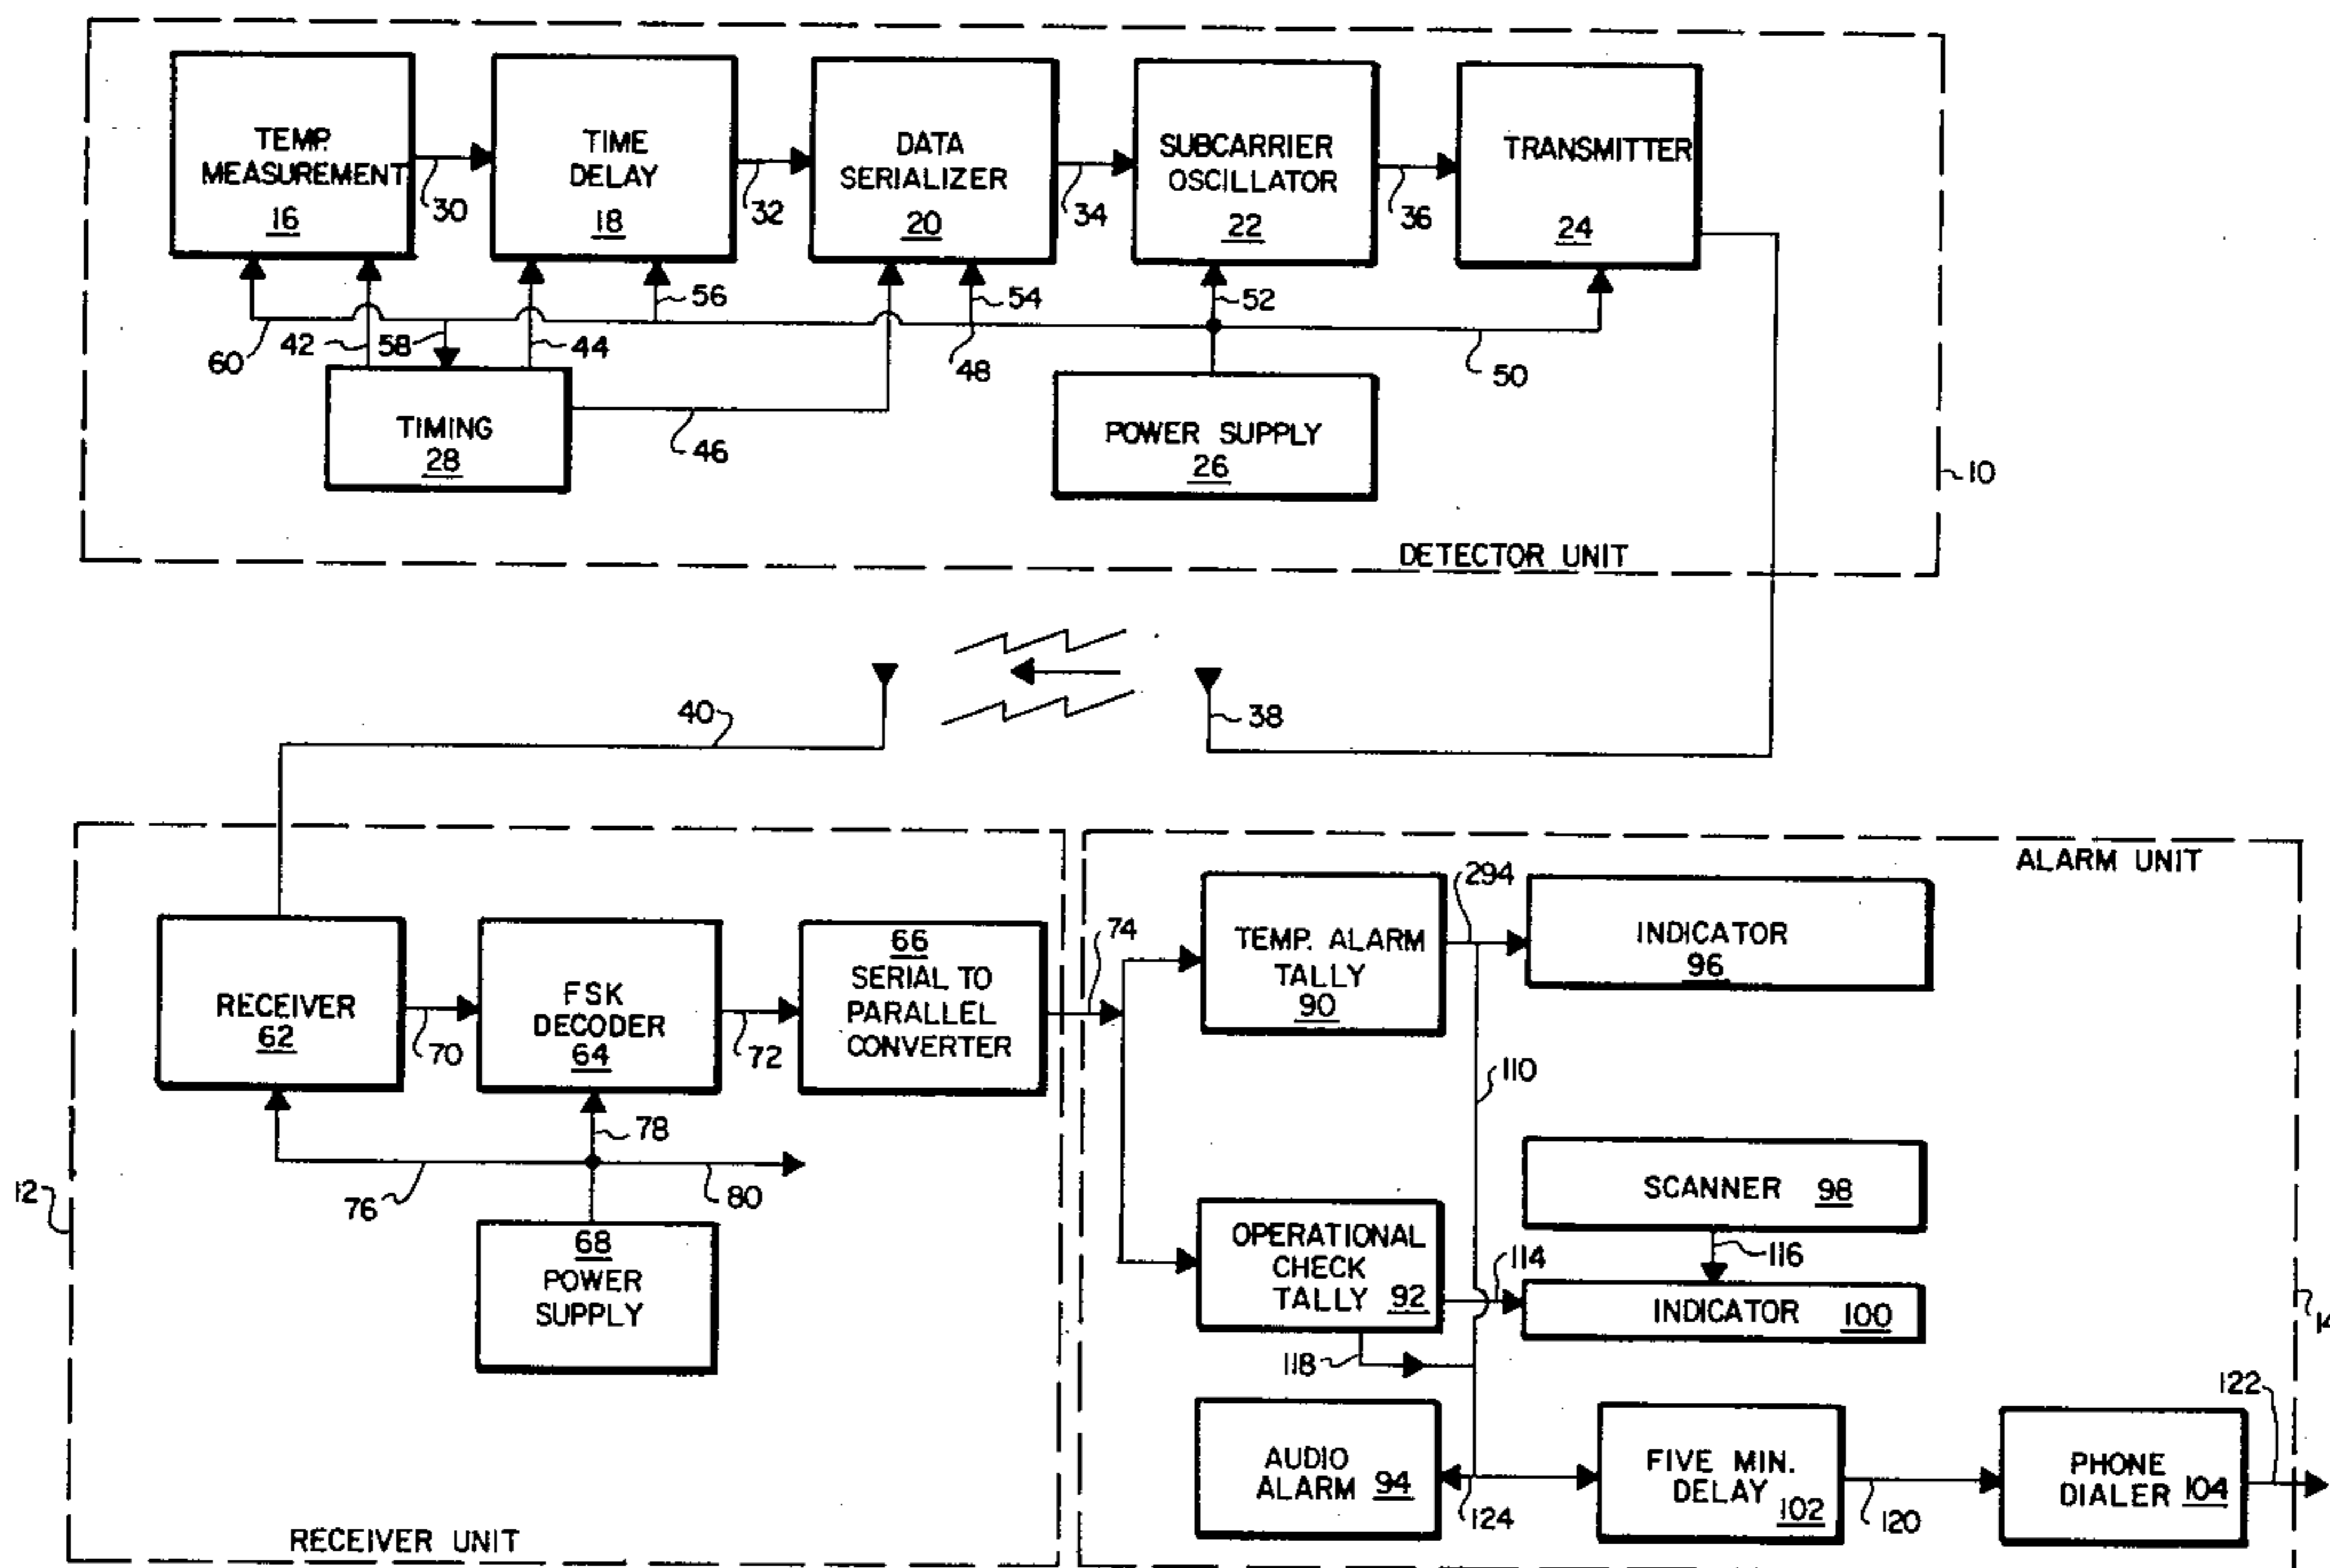 TEMP.
MEASUREMENT
16
TIME
DELAY
18
DATA
SERIALIZER
20
SUBCARRIER
OSCILLATOR
22
TRANSMITTER
24
30
32
34
36
56
54
52
60
42
58
44
48
50
TIMING
28
46
POWER SUPPLY
26
10
DETECTOR UNIT
40
38
ALARM UNIT
RECEIVER
62
70
FSK
DECODER
64
72
66
SERIAL TO
PARALLEL
CONVERTER
74
TEMP. ALARM
TALLY
90
294
INDICATOR
96
110
78
76
80
12
68
POWER
SUPPLY
SCANNER 98
116
OPERATIONAL
CHECK
TALLY 92
114
INDICATOR 100
14
118
AUDIO
ALARM 94
124
FIVE MIN.
DELAY
102
120
PHONE
DIALER 104
122
RECEIVER UNIT